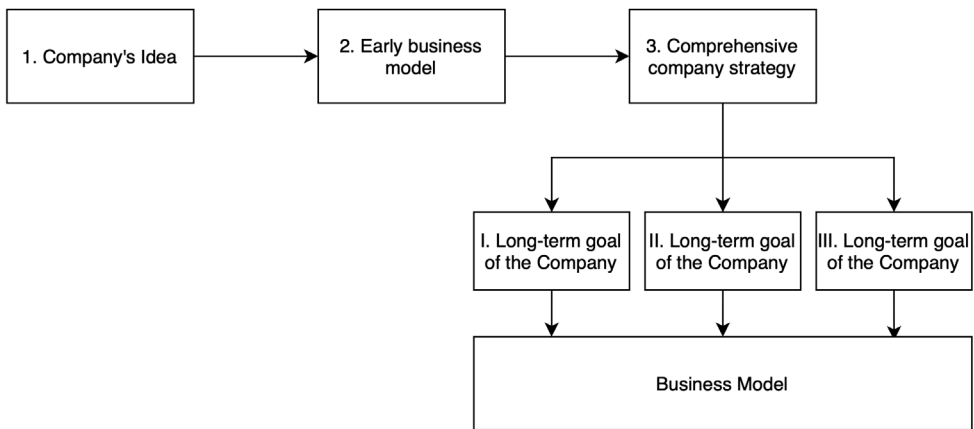 1. Company's Idea
2. Early business
model
3. Comprehensive
company strategy
I. Long-term goal
of the Company
II. Long-term goal
of the Company
III. Long-term goal
of the Company
Business Model